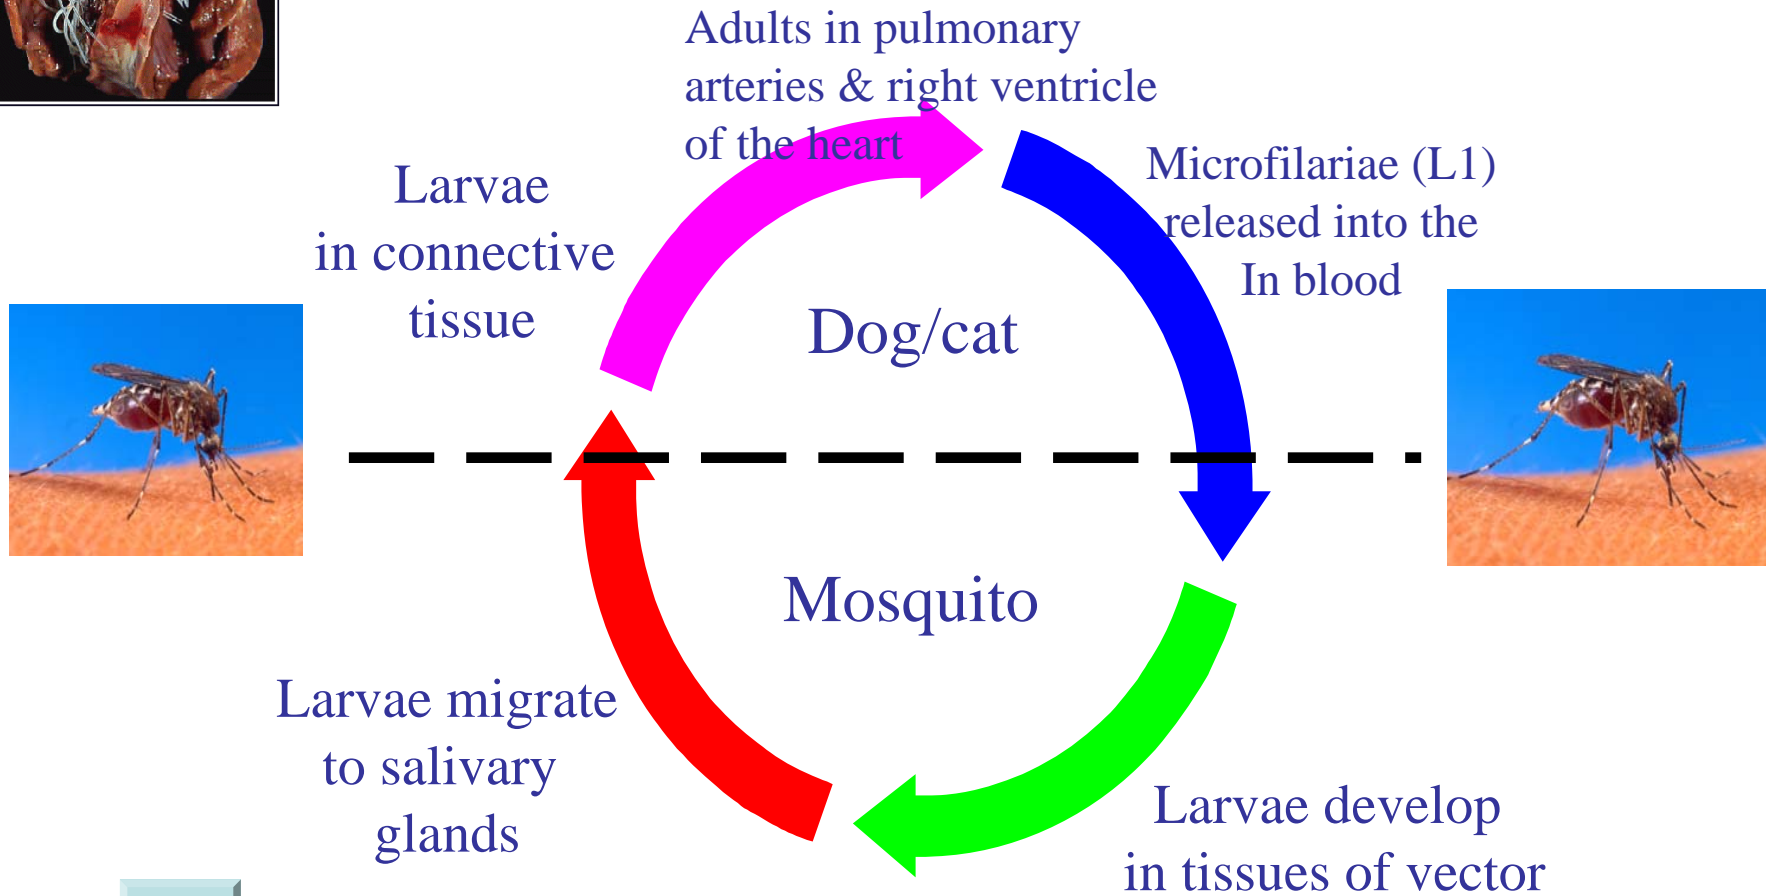 Adults in pulmonary
arteries & right ventricle
of the heart
Microfilariae (L1)
released into the
In blood
Larvae
in connective
tissue
Dog/cat
Mosquito
Larvae migrate
to salivary
glands
Larvae develop
in tissues of vector